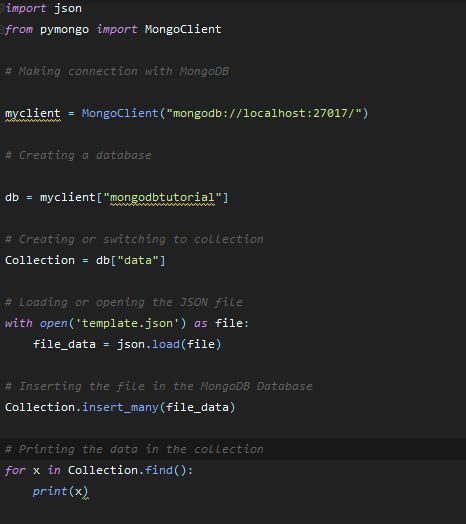 import json
from pymongo import MongoClient
# Making connection with MongoDB
myclient = MongoClient("mongodb://localhost:27017/")
# Creating a database
db = myclient["mongodbtutorial"]
# Creating or switching to collection
Collection = db["data"]
# Loading or opening the JSON file
with open('template.json') as file:
    file_data = json.load(file)
# Inserting the file in the MongoDB Database
Collection.insert_many(file_data)
# Printing the data in the collection
for x in Collection.find():
    print(x)